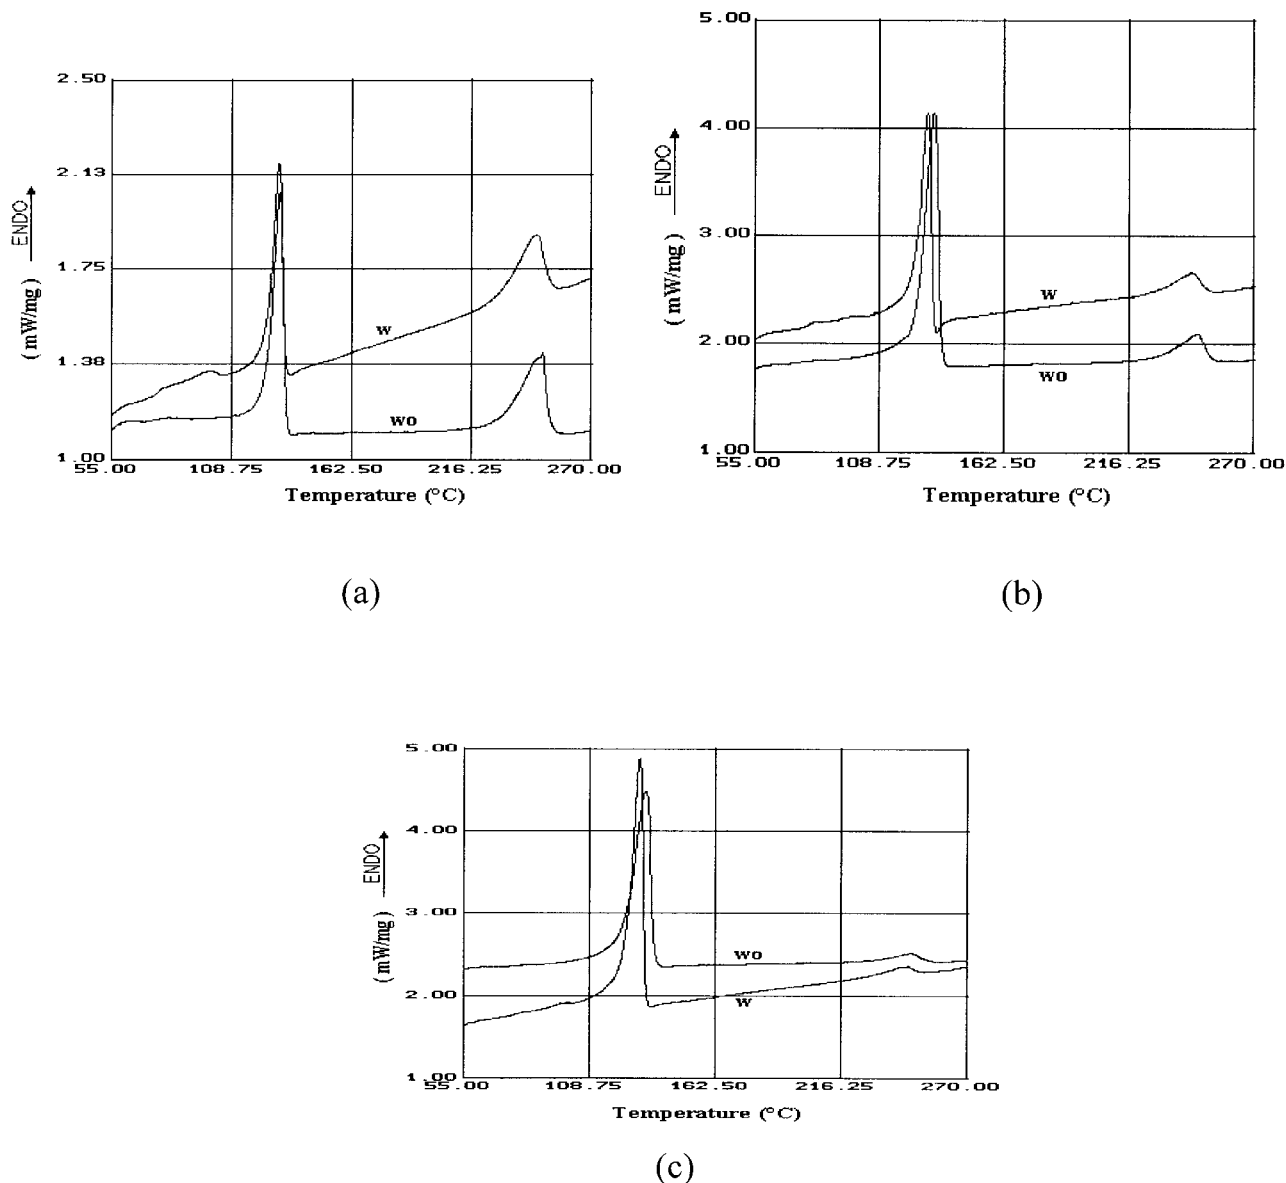 2.50
2.13
1.75
1.38
1.00
ENDO
( mW/mg )
W
WO
55.00 108.75 162.50 216.25 270.00
Temperature (°C)
(a)
5.00
4.00
3.00
2.00
1.00
ENDO
( mW/mg )
W
WO
55.00 108.75 162.50 216.25 270.00
Temperature (°C)
(b)
5.00
4.00
3.00
2.00
1.00
ENDO
( mW/mg )
WO
W
55.00 108.75 162.50 216.25 270.00
Temperature (°C)
(c)